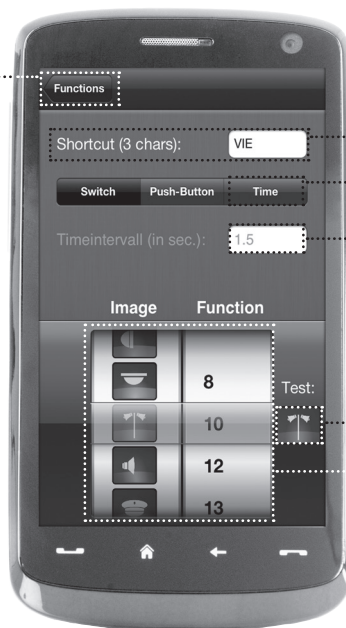 Functions
Shortcut (3 chars): VIE
Switch Push-Button Time
Timeintervall (in sec.): 1.5
Image Function
8
Test:
10
12
13